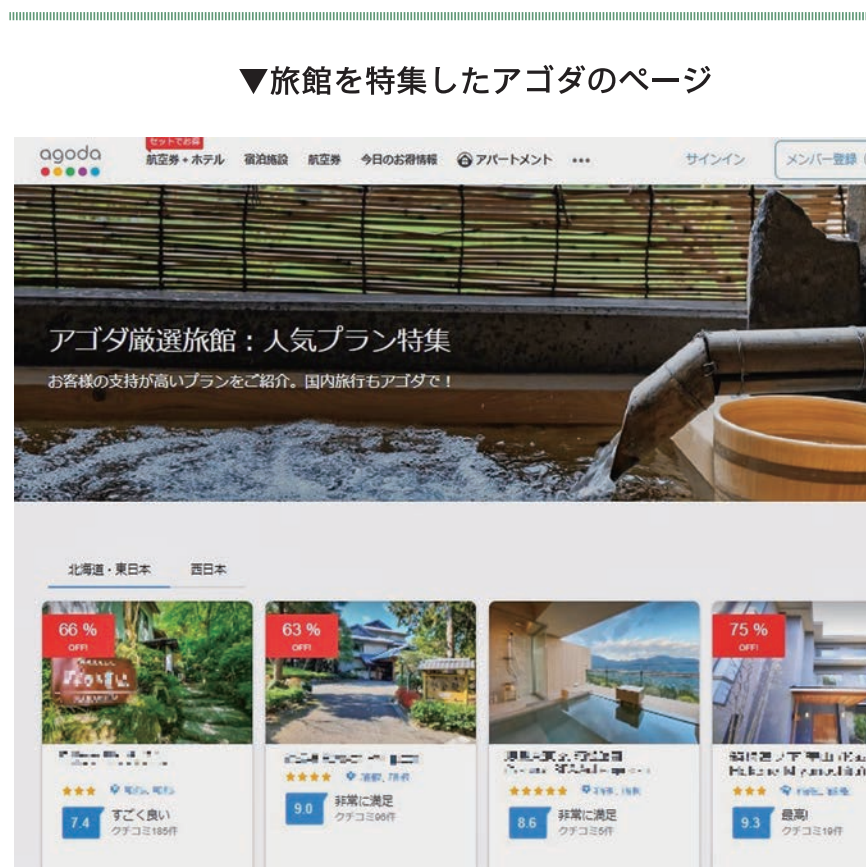 ▼旅館を特集したアゴダのページ
agoda
セットでお得
航空券+ホテル 宿泊施設 航空券 今日のお得情報 アパートメント ••• サインイン メンバー登録
アゴダ厳選旅館：人気プラン特集
お客様の支持が高いプランをご紹介。国内旅行もアゴダで！
北海道・東日本 西日本
66 %
OFF!
63 %
OFF!
75 %
OFF!
7.4 すごく良い
クチコミ185件
9.0 非常に満足
クチコミ96件
8.6 非常に満足
クチコミ5件
9.3 最高!
クチコミ19件